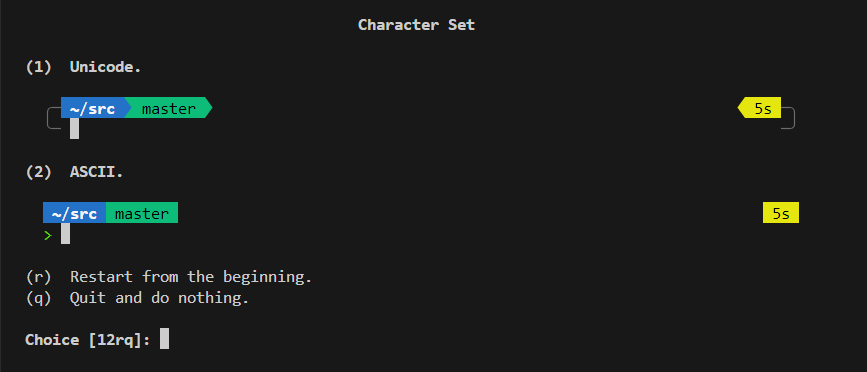 Character Set
(1) Unicode.
~/src master 5s
(2) ASCII.
~/src master 5s
>
(r) Restart from the beginning.
(q) Quit and do nothing.
Choice [12rq]: